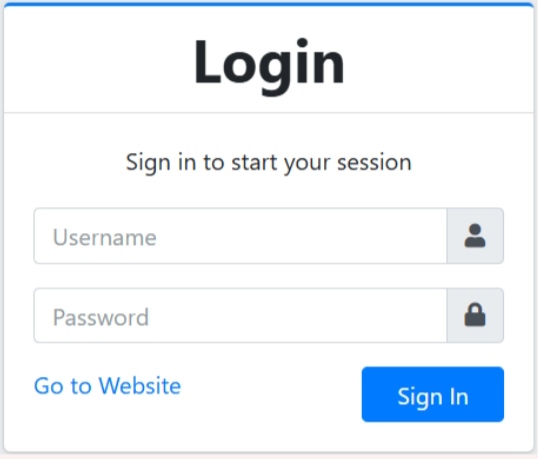 Login
Sign in to start your session
Username
Password
Go to Website
Sign In